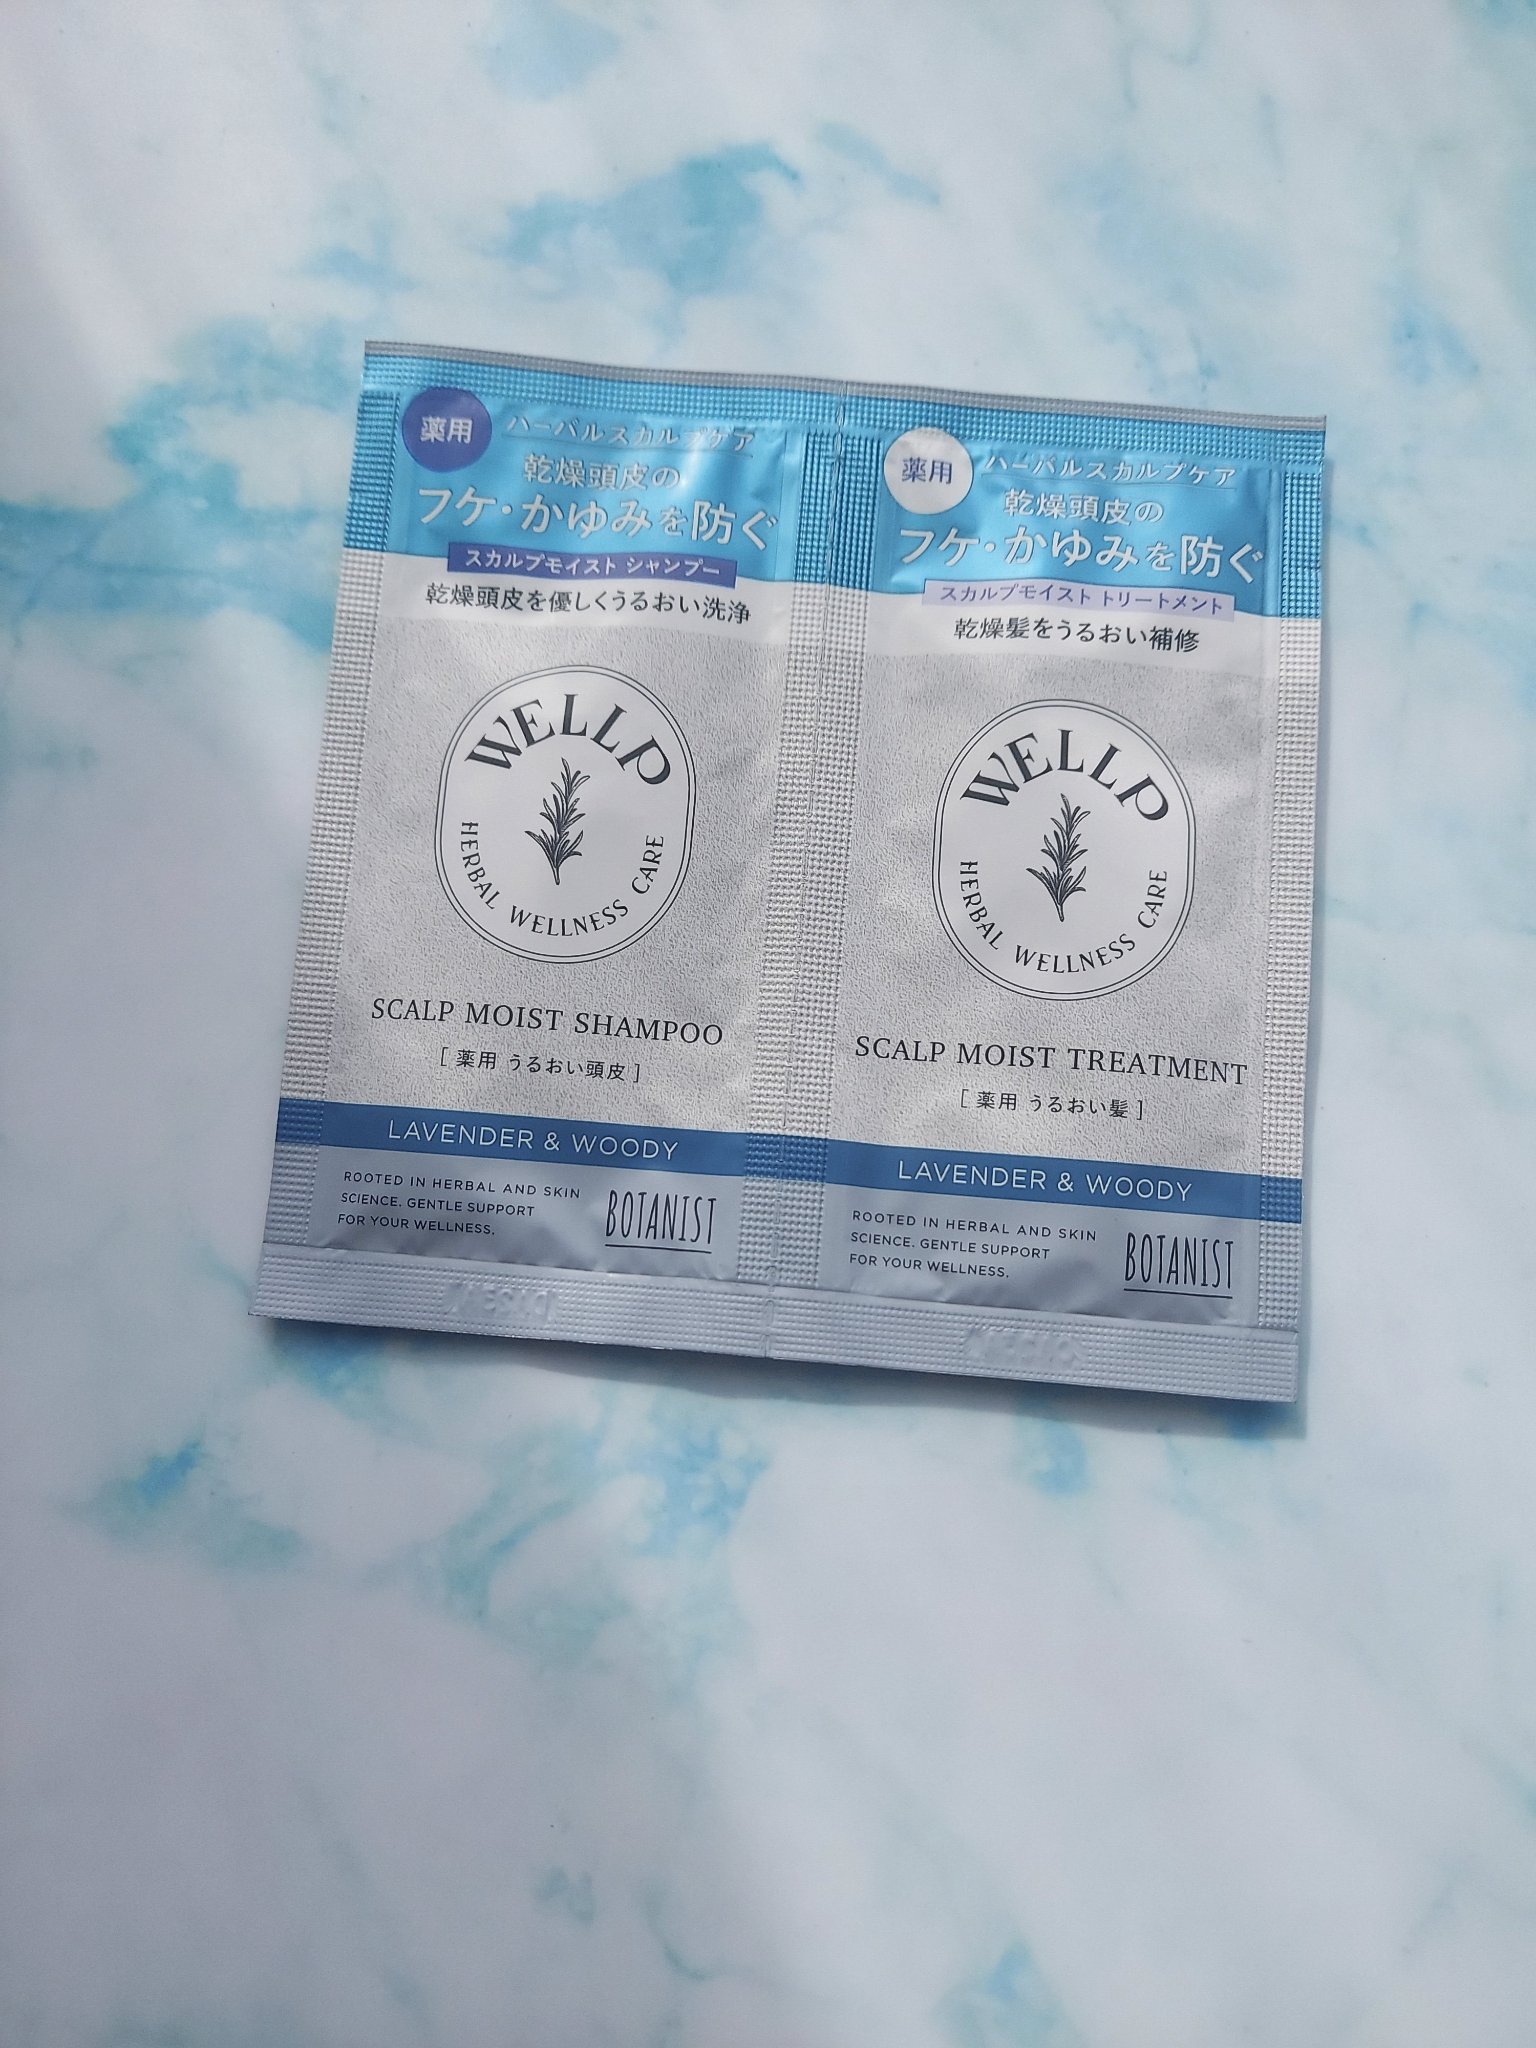 薬用
ハーバルスカルプケア
乾燥頭皮の
フケ・かゆみを防ぐ
スカルプモイスト シャンプー
乾燥頭皮を優しくうるおい洗浄
WELLP
HERBAL WELLNESS CARE
SCALP MOIST SHAMPOO
[ 薬用 うるおい頭皮 ]
LAVENDER & WOODY
ROOTED IN HERBAL AND SKIN
SCIENCE. GENTLE SUPPORT
FOR YOUR WELLNESS.
BOTANIST
薬用
ハーバルスカルプケア
乾燥頭皮の
フケ・かゆみを防ぐ
スカルプモイスト トリートメント
乾燥髪をうるおい補修
WELLP
HERBAL WELLNESS CARE
SCALP MOIST TREATMENT
[ 薬用 うるおい髪 ]
LAVENDER & WOODY
ROOTED IN HERBAL AND SKIN
SCIENCE. GENTLE SUPPORT
FOR YOUR WELLNESS.
BOTANIST